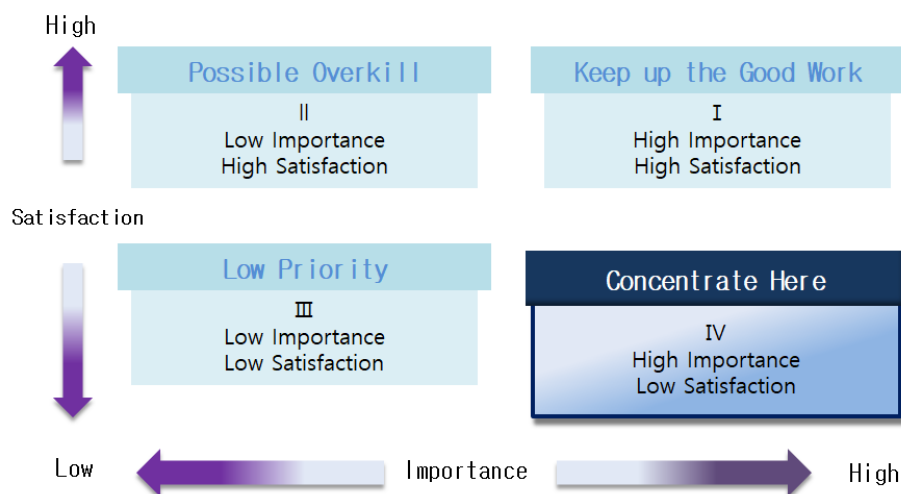 High
Possible Overkill
Ⅱ
Low Importance
High Satisfaction
Keep up the Good Work
Ⅰ
High Importance
High Satisfaction
Satisfaction
Low Priority
Ⅲ
Low Importance
Low Satisfaction
Concentrate Here
Ⅳ
High Importance
Low Satisfaction
Low
Importance
High